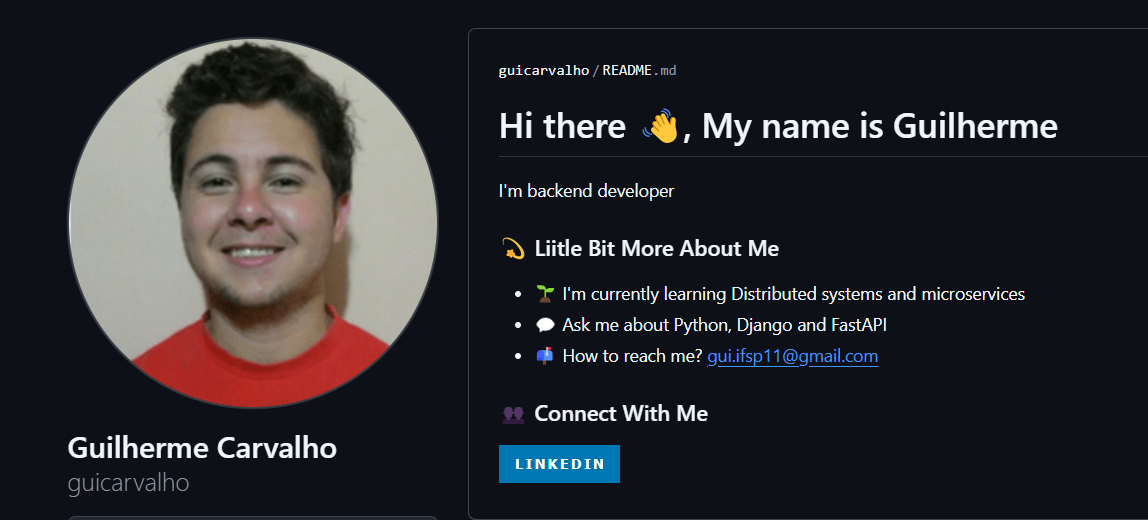 Guilherme Carvalho
guicarvalho
guicarvalho/README.md
Hi there 👋, My name is Guilherme
I'm backend developer
💫 Liitle Bit More About Me
• 🌱 I'm currently learning Distributed systems and microservices
• 💬 Ask me about Python, Django and FastAPI
• 📫 How to reach me? gui.ifsp11@gmail.com
👥 Connect With Me
LINKEDIN